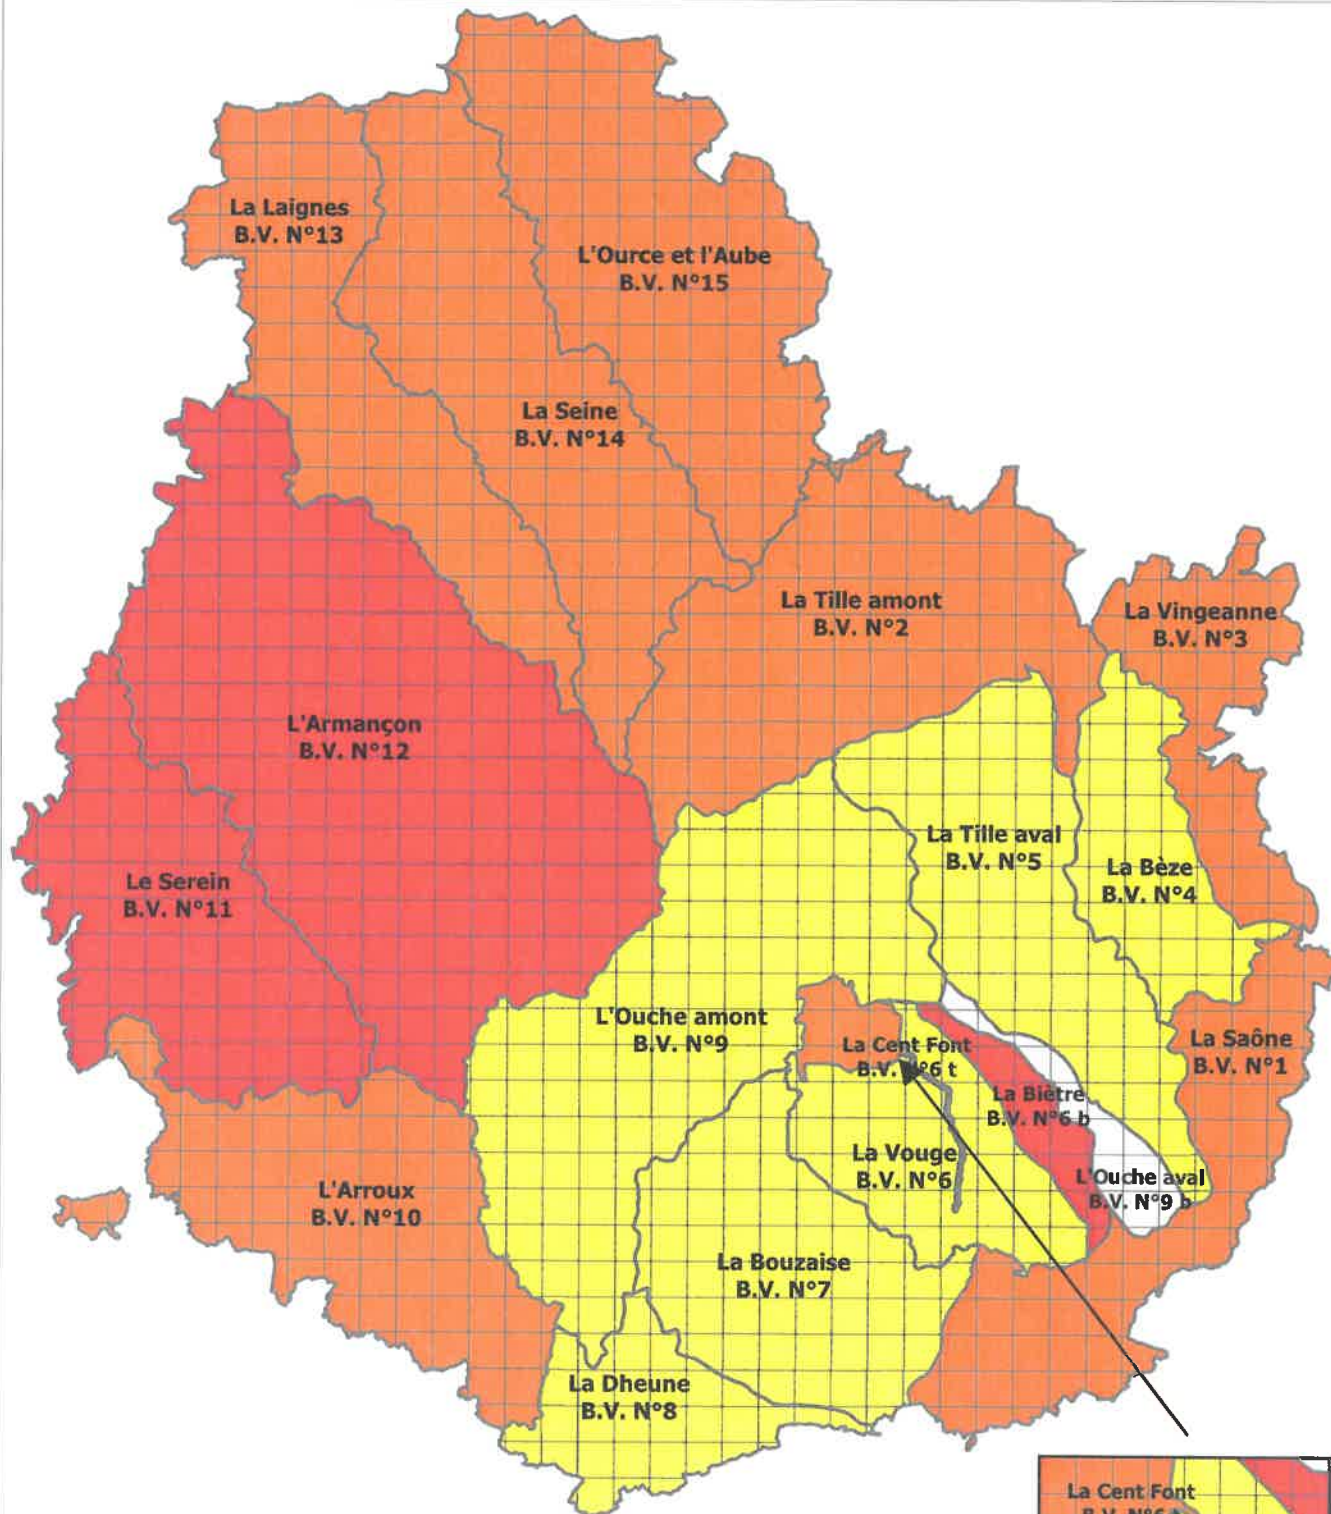 La Laignes
B.V. N°13
L'Ource et l'Aube
B.V. N°15
La Seine
B.V. N°14
La Tille amont
B.V. N°2
La Vingeanne
B.V. N°3
L'Armançon
B.V. N°12
La Tille aval
B.V. N°5
La Bèze
B.V. N°4
Le Serein
B.V. N°11
L'Ouche amont
B.V. N°9
La Cent Font
B.V. N°6 t
La Saône
B.V. N°1
La Biètre
B.V. N°6 b
La Vouge
B.V. N°6
L'Ouche aval
B.V. N°9 b
L'Arroux
B.V. N°10
La Bouzaise
B.V. N°7
La Dheune
B.V. N°8
La Cent Font
B.V. N°6 t